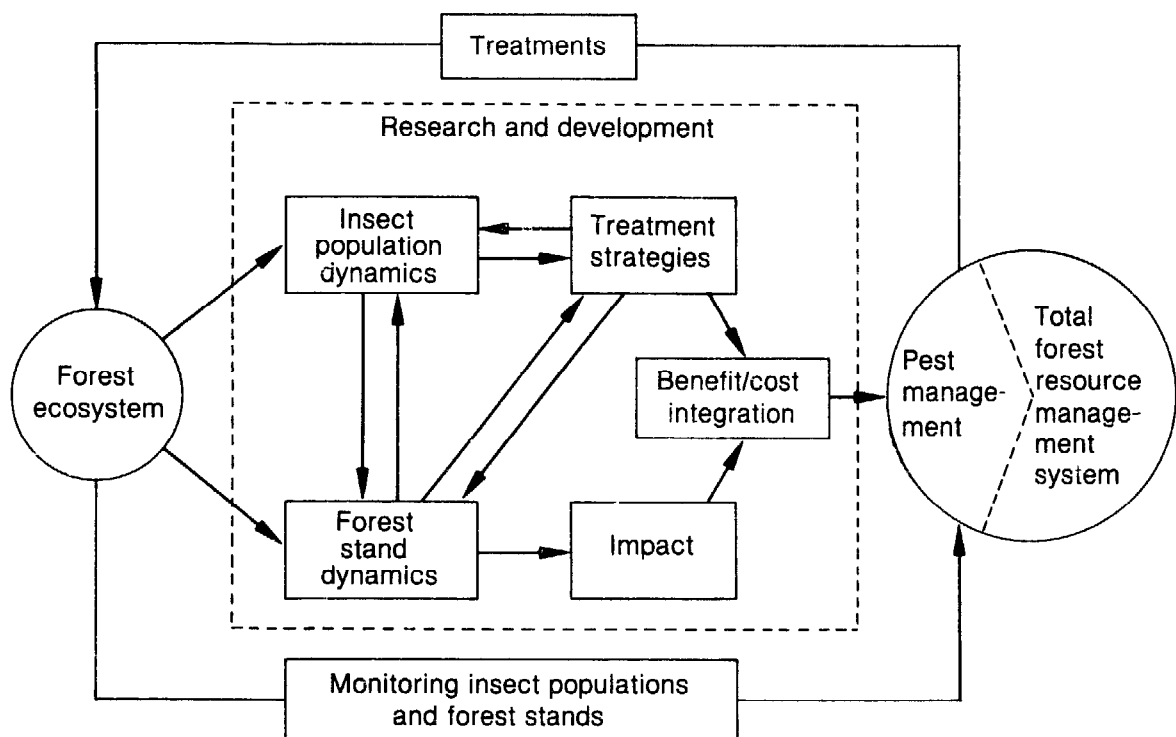 Treatments
Research and development
Insect
population
dynamics
Treatment
strategies
Forest
ecosystem
Benefit/cost
integration
Pest
manage-
ment
Total
forest
resource
manage-
ment
system
Forest
stand
dynamics
Impact
Monitoring insect populations
and forest stands